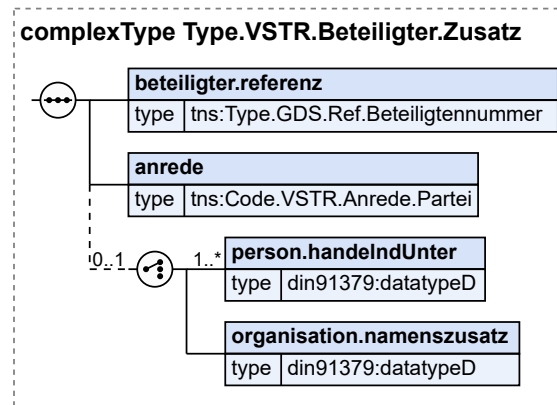 complexType Type.VSTR.Beteiligter.Zusatz
beteiligter.referenz
type tns:Type.GDS.Ref.Beteiligtennummer
anrede
type tns:Code.VSTR.Anrede.Partei
0..1
1..*
person.handelndUnter
type din91379:datatypeD
organisation.namenszusatz
type din91379:datatypeD